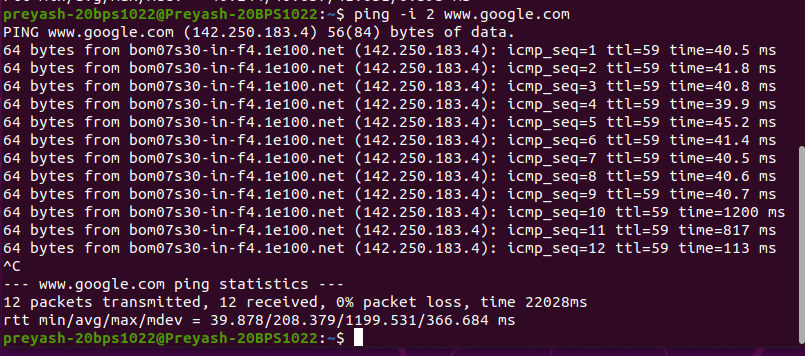 preyash-20bps1022@Preyash-20BPS1022:~$ ping -i 2 www.google.com
PING www.google.com (142.250.183.4) 56(84) bytes of data.
64 bytes from bom07s30-in-f4.1e100.net (142.250.183.4): icmp_seq=1 ttl=59 time=40.5 ms
64 bytes from bom07s30-in-f4.1e100.net (142.250.183.4): icmp_seq=2 ttl=59 time=41.8 ms
64 bytes from bom07s30-in-f4.1e100.net (142.250.183.4): icmp_seq=3 ttl=59 time=40.8 ms
64 bytes from bom07s30-in-f4.1e100.net (142.250.183.4): icmp_seq=4 ttl=59 time=39.9 ms
64 bytes from bom07s30-in-f4.1e100.net (142.250.183.4): icmp_seq=5 ttl=59 time=45.2 ms
64 bytes from bom07s30-in-f4.1e100.net (142.250.183.4): icmp_seq=6 ttl=59 time=41.4 ms
64 bytes from bom07s30-in-f4.1e100.net (142.250.183.4): icmp_seq=7 ttl=59 time=40.5 ms
64 bytes from bom07s30-in-f4.1e100.net (142.250.183.4): icmp_seq=8 ttl=59 time=40.6 ms
64 bytes from bom07s30-in-f4.1e100.net (142.250.183.4): icmp_seq=9 ttl=59 time=40.7 ms
64 bytes from bom07s30-in-f4.1e100.net (142.250.183.4): icmp_seq=10 ttl=59 time=1200 ms
64 bytes from bom07s30-in-f4.1e100.net (142.250.183.4): icmp_seq=11 ttl=59 time=817 ms
64 bytes from bom07s30-in-f4.1e100.net (142.250.183.4): icmp_seq=12 ttl=59 time=113 ms
^C
--- www.google.com ping statistics ---
12 packets transmitted, 12 received, 0% packet loss, time 22028ms
rtt min/avg/max/mdev = 39.878/208.379/1199.531/366.684 ms
preyash-20bps1022@Preyash-20BPS1022:~$